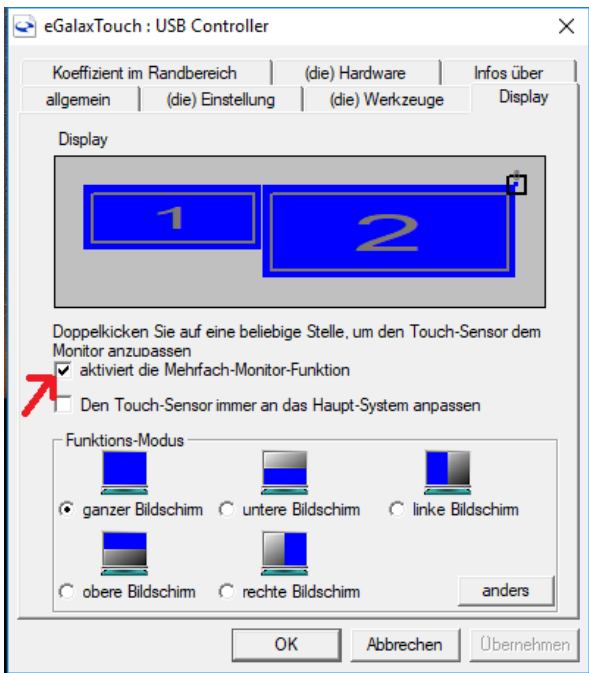 eGalaxTouch : USB Controller
Koeffizient im Randbereich (die) Hardware Infos über
allgemein (die) Einstellung (die) Werkzeuge Display
Display
1 2
Doppelkicken Sie auf eine beliebige Stelle, um den Touch-Sensor dem
Monitor anzupassen
aktiviert die Mehrfach-Monitor-Funktion
Den Touch-Sensor immer an das Haupt-System anpassen
Funktions-Modus
ganzer Bildschirm untere Bildschirm linke Bildschirm
obere Bildschirm rechte Bildschirm anders
OK Abbrechen Übernehmen